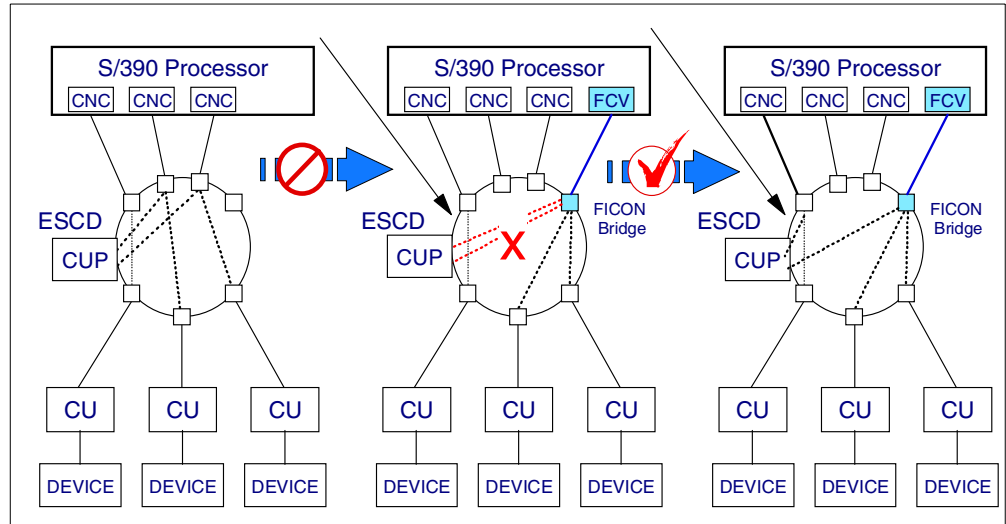 S/390 Processor
CNC CNC CNC
ESCD
CUP
CU CU CU
DEVICE DEVICE DEVICE
S/390 Processor
CNC CNC CNC FCV
ESCD
CUP
X
FICON
Bridge
CU CU CU
DEVICE DEVICE DEVICE
S/390 Processor
CNC CNC CNC FCV
ESCD
CUP
FICON
Bridge
CU CU CU
DEVICE DEVICE DEVICE